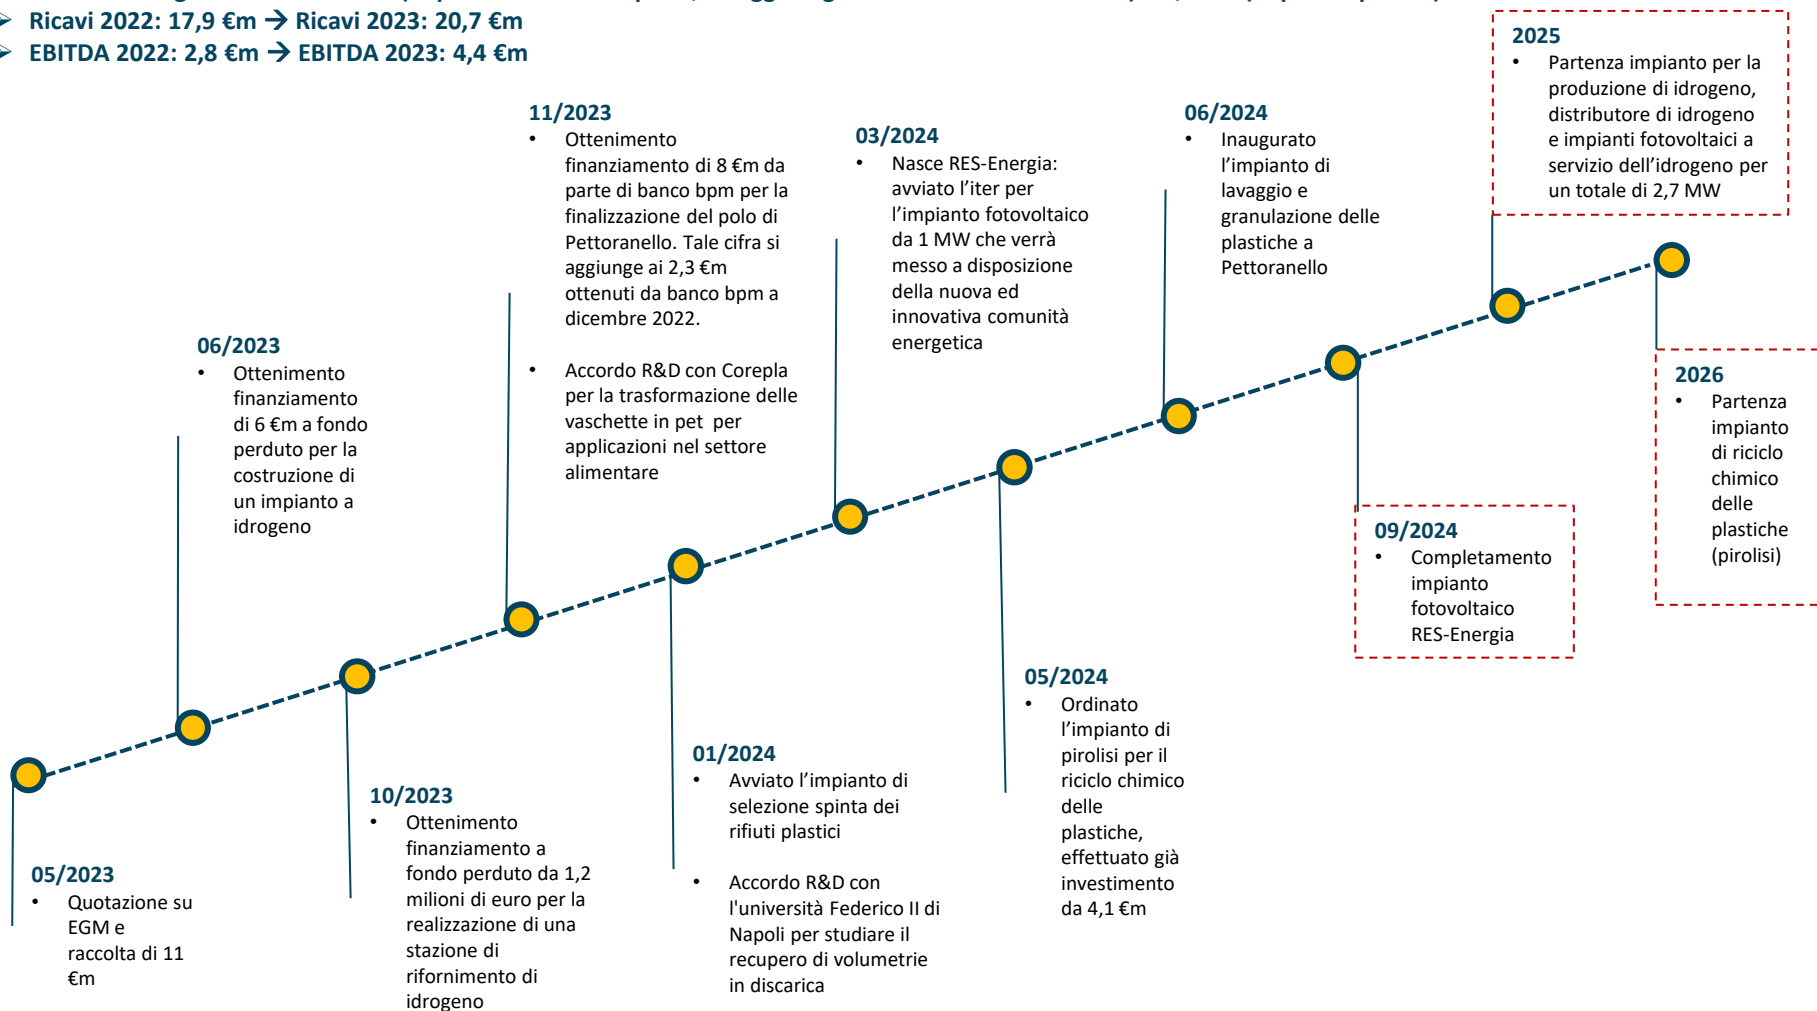 ➢ Ricavi 2022: 17,9 €m → Ricavi 2023: 20,7 €m
➢ EBITDA 2022: 2,8 €m → EBITDA 2023: 4,4 €m
05/2023
• Quotazione su
EGM e
raccolta di 11
€m
06/2023
• Ottenimento
finanziamento
di 6 €m a fondo
perduto per la
costruzione di
un impianto a
idrogeno
10/2023
• Ottenimento
finanziamento a
fondo perduto da 1,2
milioni di euro per la
realizzazione di una
stazione di
rifornimento di
idrogeno
11/2023
• Ottenimento
finanziamento di 8 €m da
parte di banco bpm per la
finalizzazione del polo di
Pettoranello. Tale cifra si
aggiunge ai 2,3 €m
ottenuti da banco bpm a
dicembre 2022.
• Accordo R&D con Corepla
per la trasformazione delle
vaschette in pet per
applicazioni nel settore
alimentare
01/2024
• Avviato l’impianto di
selezione spinta dei
rifiuti plastici
• Accordo R&D con
l'università Federico II di
Napoli per studiare il
recupero di volumetrie
in discarica
03/2024
• Nasce RES-Energia:
avviato l’iter per
l’impianto fotovoltaico
da 1 MW che verrà
messo a disposizione
della nuova ed
innovativa comunità
energetica
05/2024
• Ordinato
l’impianto di
pirolisi per il
riciclo chimico
delle
plastiche,
effettuato già
investimento
da 4,1 €m
06/2024
• Inaugurato
l’impianto di
lavaggio e
granulazione delle
plastiche a
Pettoranello
09/2024
• Completamento
impianto
fotovoltaico
RES-Energia
2025
• Partenza impianto per la
produzione di idrogeno,
distributore di idrogeno
e impianti fotovoltaici a
servizio dell’idrogeno per
un totale di 2,7 MW
2026
• Partenza
impianto
di riciclo
chimico
delle
plastiche
(pirolisi)